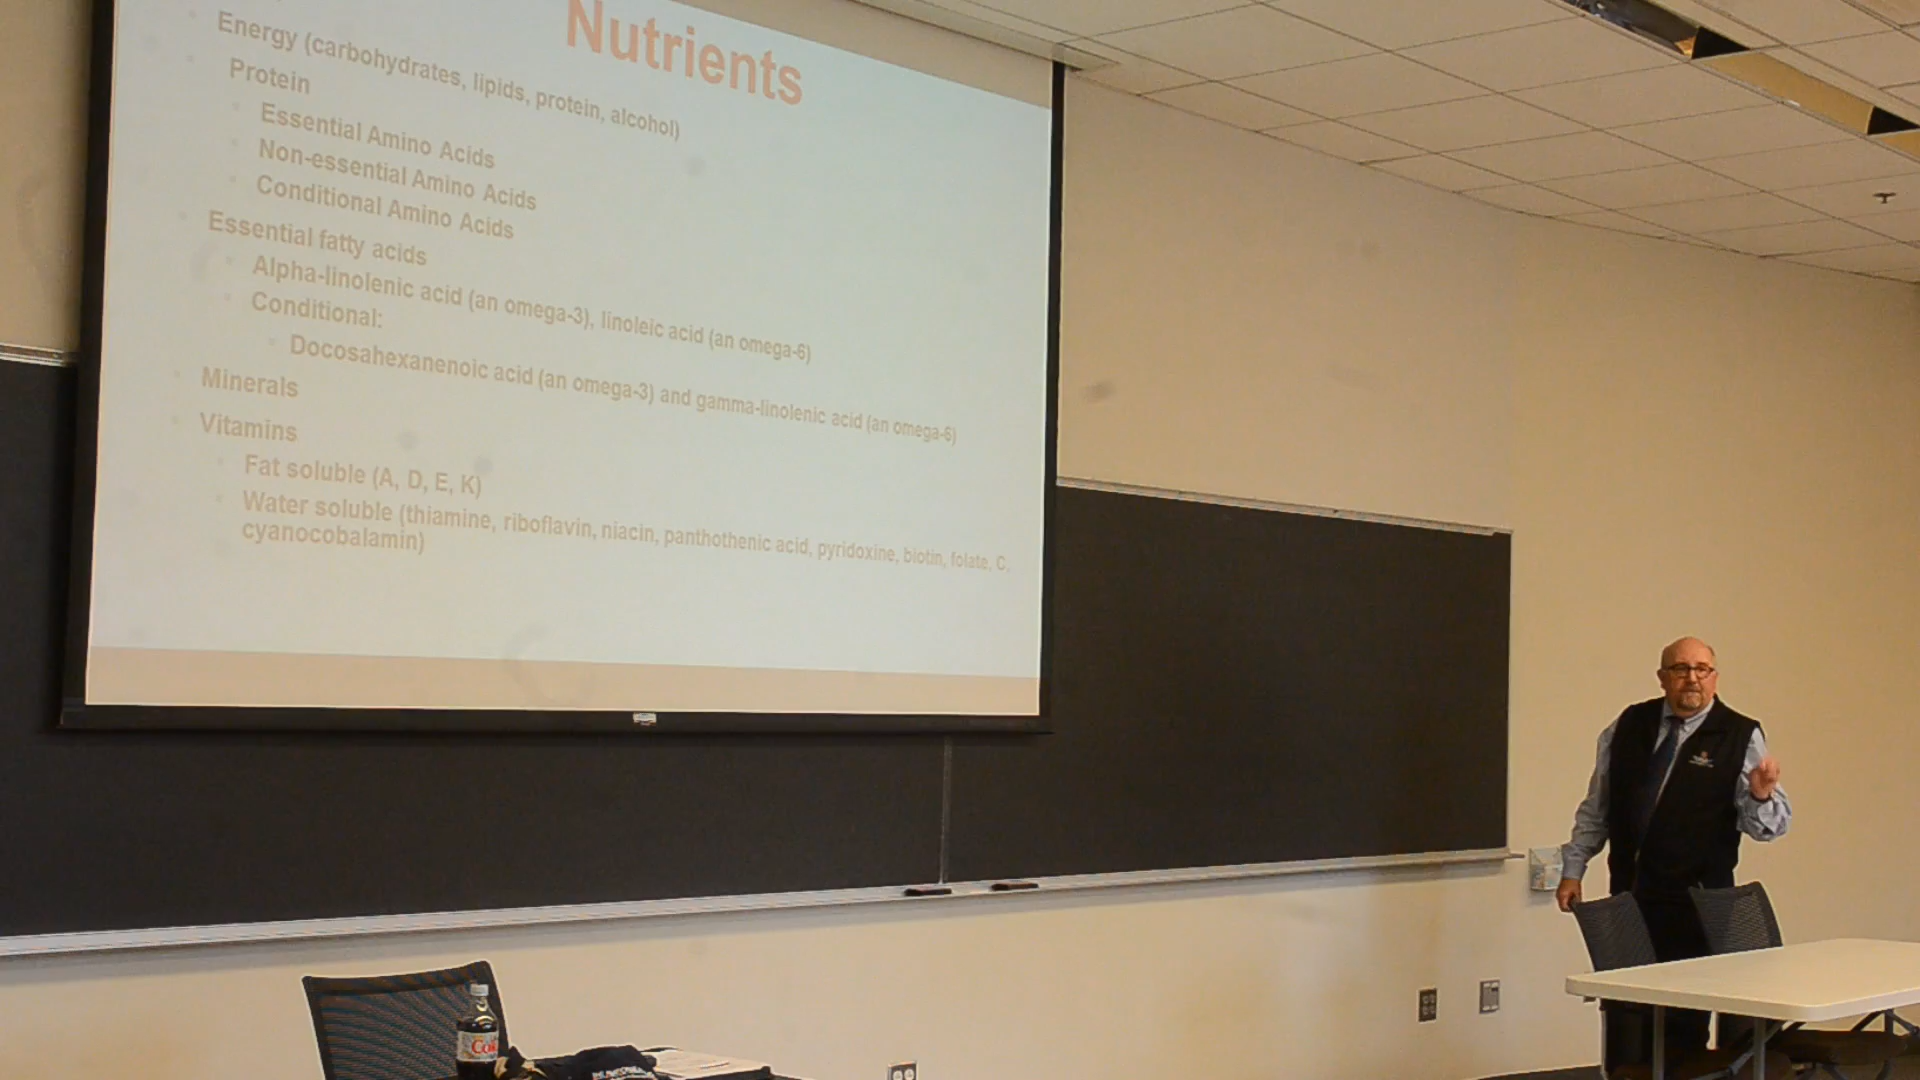 Nutrients
Energy (carbohydrates, lipids, protein, alcohol)
Protein
Essential Amino Acids
Non-essential Amino Acids
Conditional Amino Acids
Essential fatty acids
Alpha-linolenic acid (an omega-3), linoleic acid (an omega-6)
Conditional:
Docosahexanenoic acid (an omega-3) and gamma-linolenic acid (an omega-6)
Minerals
Vitamins
Fat soluble (A, D, E, K)
Water soluble (thiamine, riboflavin, niacin, panthothenic acid, pyridoxine, biotin, folate, C,
cyanocobalamin)